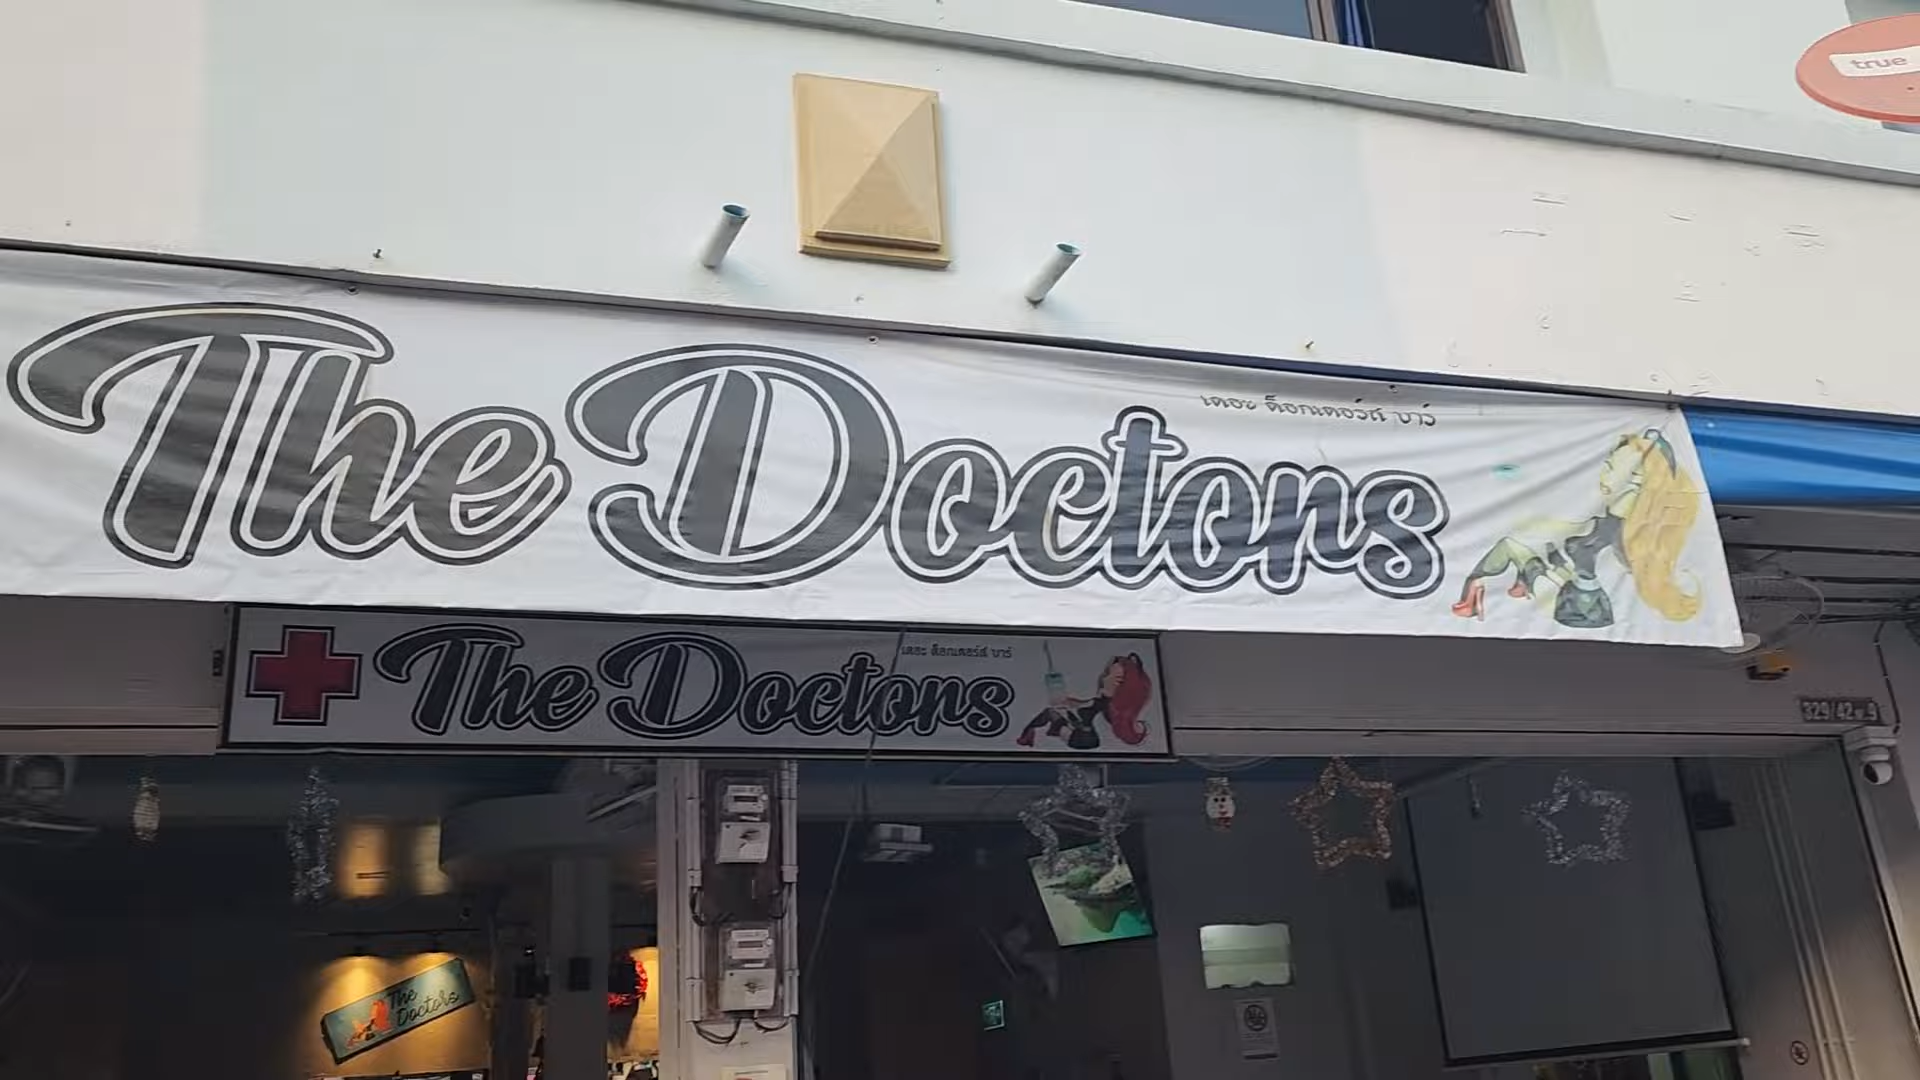 true
เดอะ ด็อกเตอร์ส บาร์
The Doctors
เดอะ ด็อกเตอร์ส บาร์
The Doctors
329/42 ม.9
The
Doctors